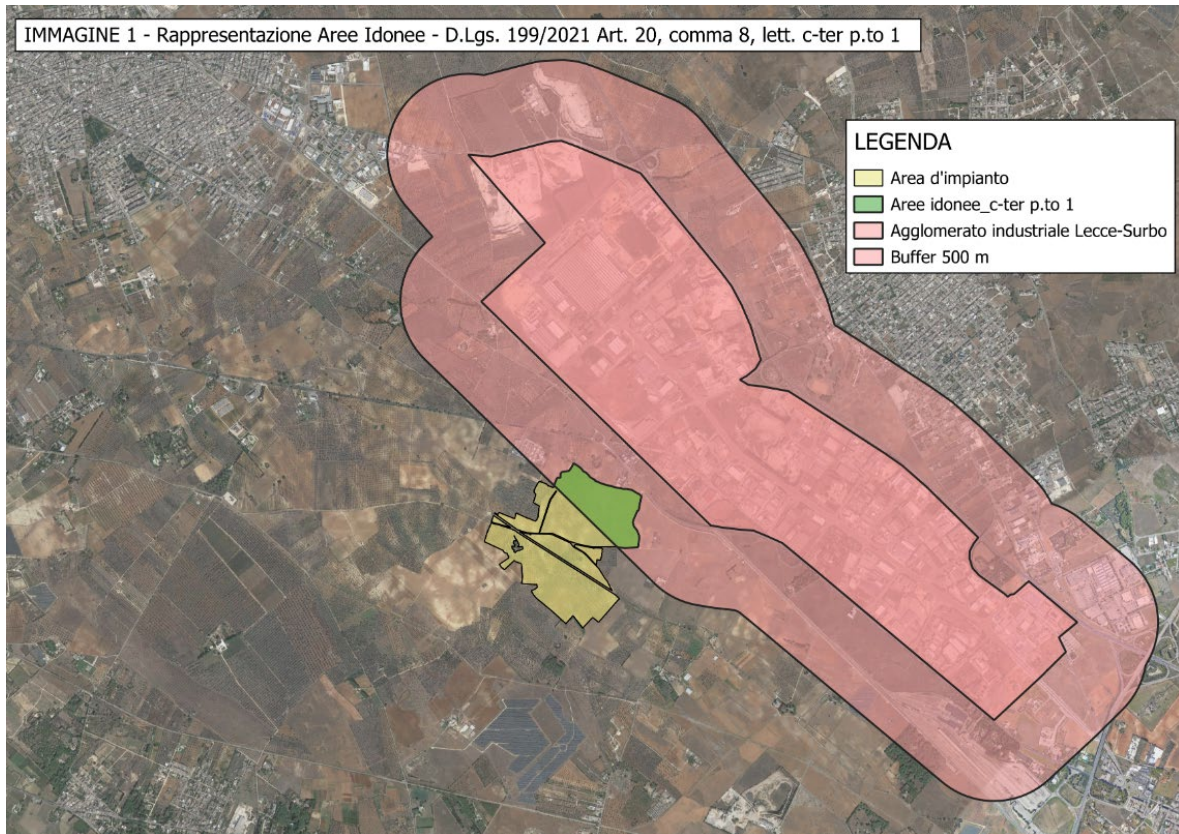 IMMAGINE 1 - Rappresentazione Aree Idonee - D.Lgs. 199/2021 Art. 20, comma 8, lett. c-ter p.to 1
LEGENDA
Area d'impianto
Aree idonee_c-ter p.to 1
Agglomerato industriale Lecce-Surbo
Buffer 500 m